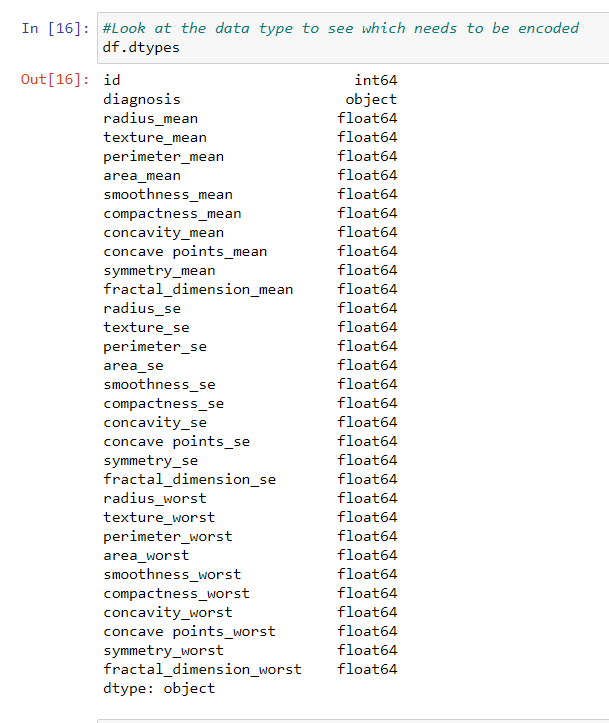 In [16]: #Look at the data type to see which needs to be encoded
df.dtypes
Out[16]: id int64
diagnosis object
radius_mean float64
texture_mean float64
perimeter_mean float64
area_mean float64
smoothness_mean float64
compactness_mean float64
concavity_mean float64
concave points_mean float64
symmetry_mean float64
fractal_dimension_mean float64
radius_se float64
texture_se float64
perimeter_se float64
area_se float64
smoothness_se float64
compactness_se float64
concavity_se float64
concave points_se float64
symmetry_se float64
fractal_dimension_se float64
radius_worst float64
texture_worst float64
perimeter_worst float64
area_worst float64
smoothness_worst float64
compactness_worst float64
concavity_worst float64
concave points_worst float64
symmetry_worst float64
fractal_dimension_worst float64
dtype: object